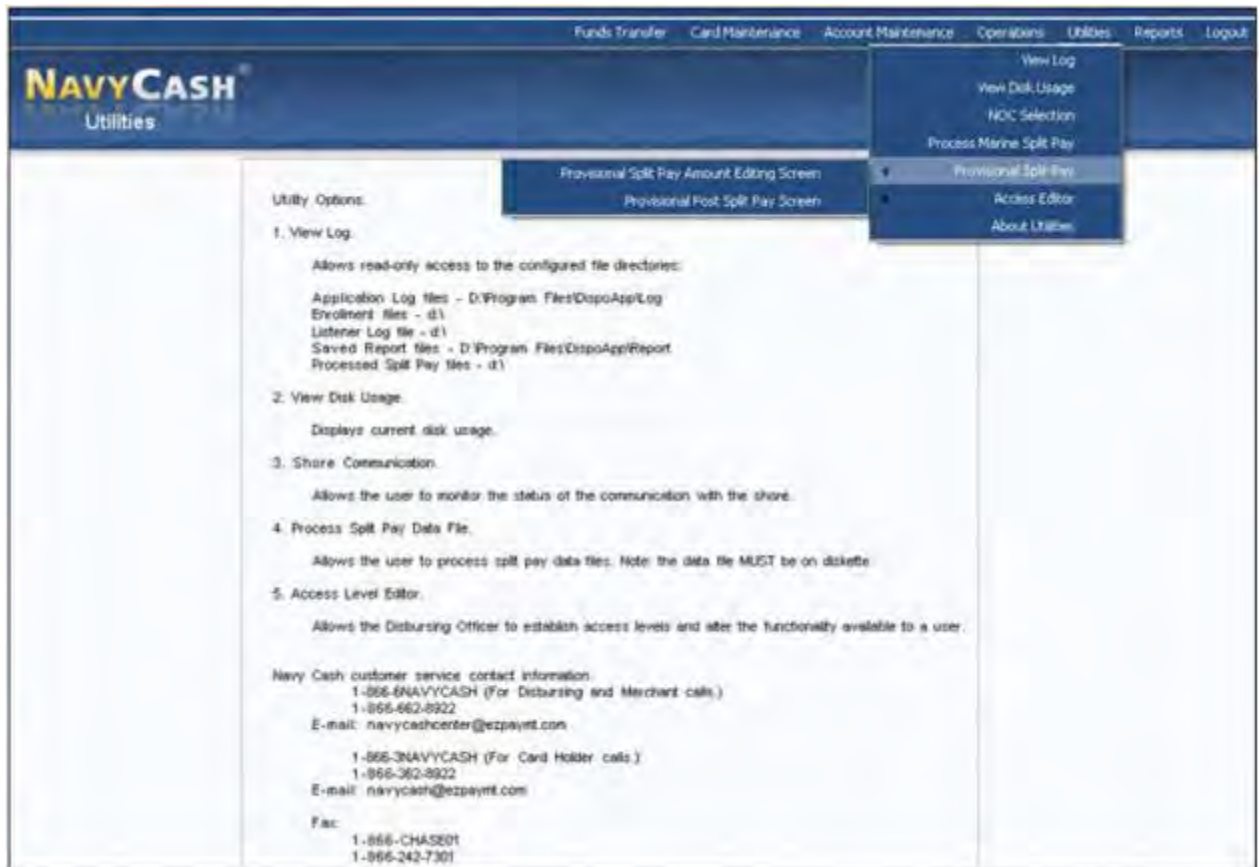 Funds Transfer Card Maintenance Account Maintenance Operations Utilities Reports Logout
NAVYCASH®
Utilities
View Log
View Disk Usage
NOC Selection
Process Marine Split Pay
Provisional Split Pay
Access Editor
About Utilities
Provisional Split Pay Amount Editing Screen
Provisional Post Split Pay Screen
Utility Options.
1. View Log.
Allows read-only access to the configured file directories:
Application Log files - D:\Program Files\DispoApp\Log
Enrollment files - d:\
Listener Log file - d:\
Saved Report files - D:\Program Files\DispoApp\Report
Processed Split Pay files - d:\
2. View Disk Usage.
Displays current disk usage.
3. Shore Communication.
Allows the user to monitor the status of the communication with the shore.
4. Process Split Pay Data File.
Allows the user to process split pay data files. Note: the data file MUST be on diskette
5. Access Level Editor.
Allows the Disbursing Officer to establish access levels and alter the functionality available to a user.
Navy Cash customer service contact information:
1-866-6NAVYCASH (For Disbursing and Merchant calls.)
1-866-662-8922
E-mail: navycashcenter@ezpaymt.com
1-866-3NAVYCASH (For Card Holder calls.)
1-866-362-8922
E-mail: navycash@ezpaymt.com
Fax:
1-866-CHASE01
1-866-242-7301